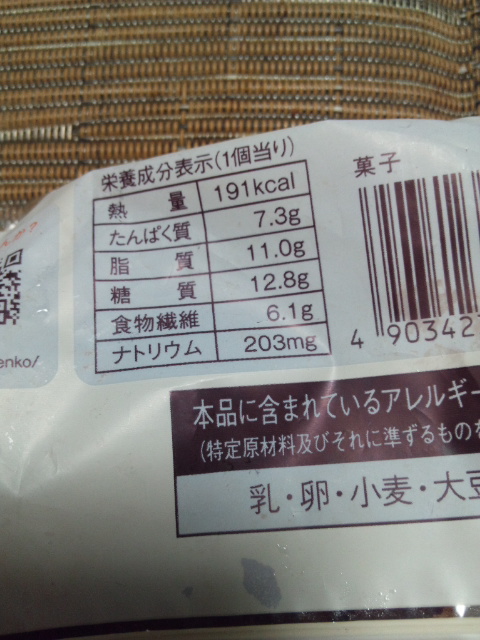 栄養成分表示(1個当り)
熱 量 191kcal
たんぱく質 7.3g
脂 質 11.0g
糖 質 12.8g
食物繊維 6.1g
ナトリウム 203mg
菓子
4 90342
enko/
本品に含まれているアレルギー
(特定原材料及びそれに準ずるものを
乳・卵・小麦・大豆